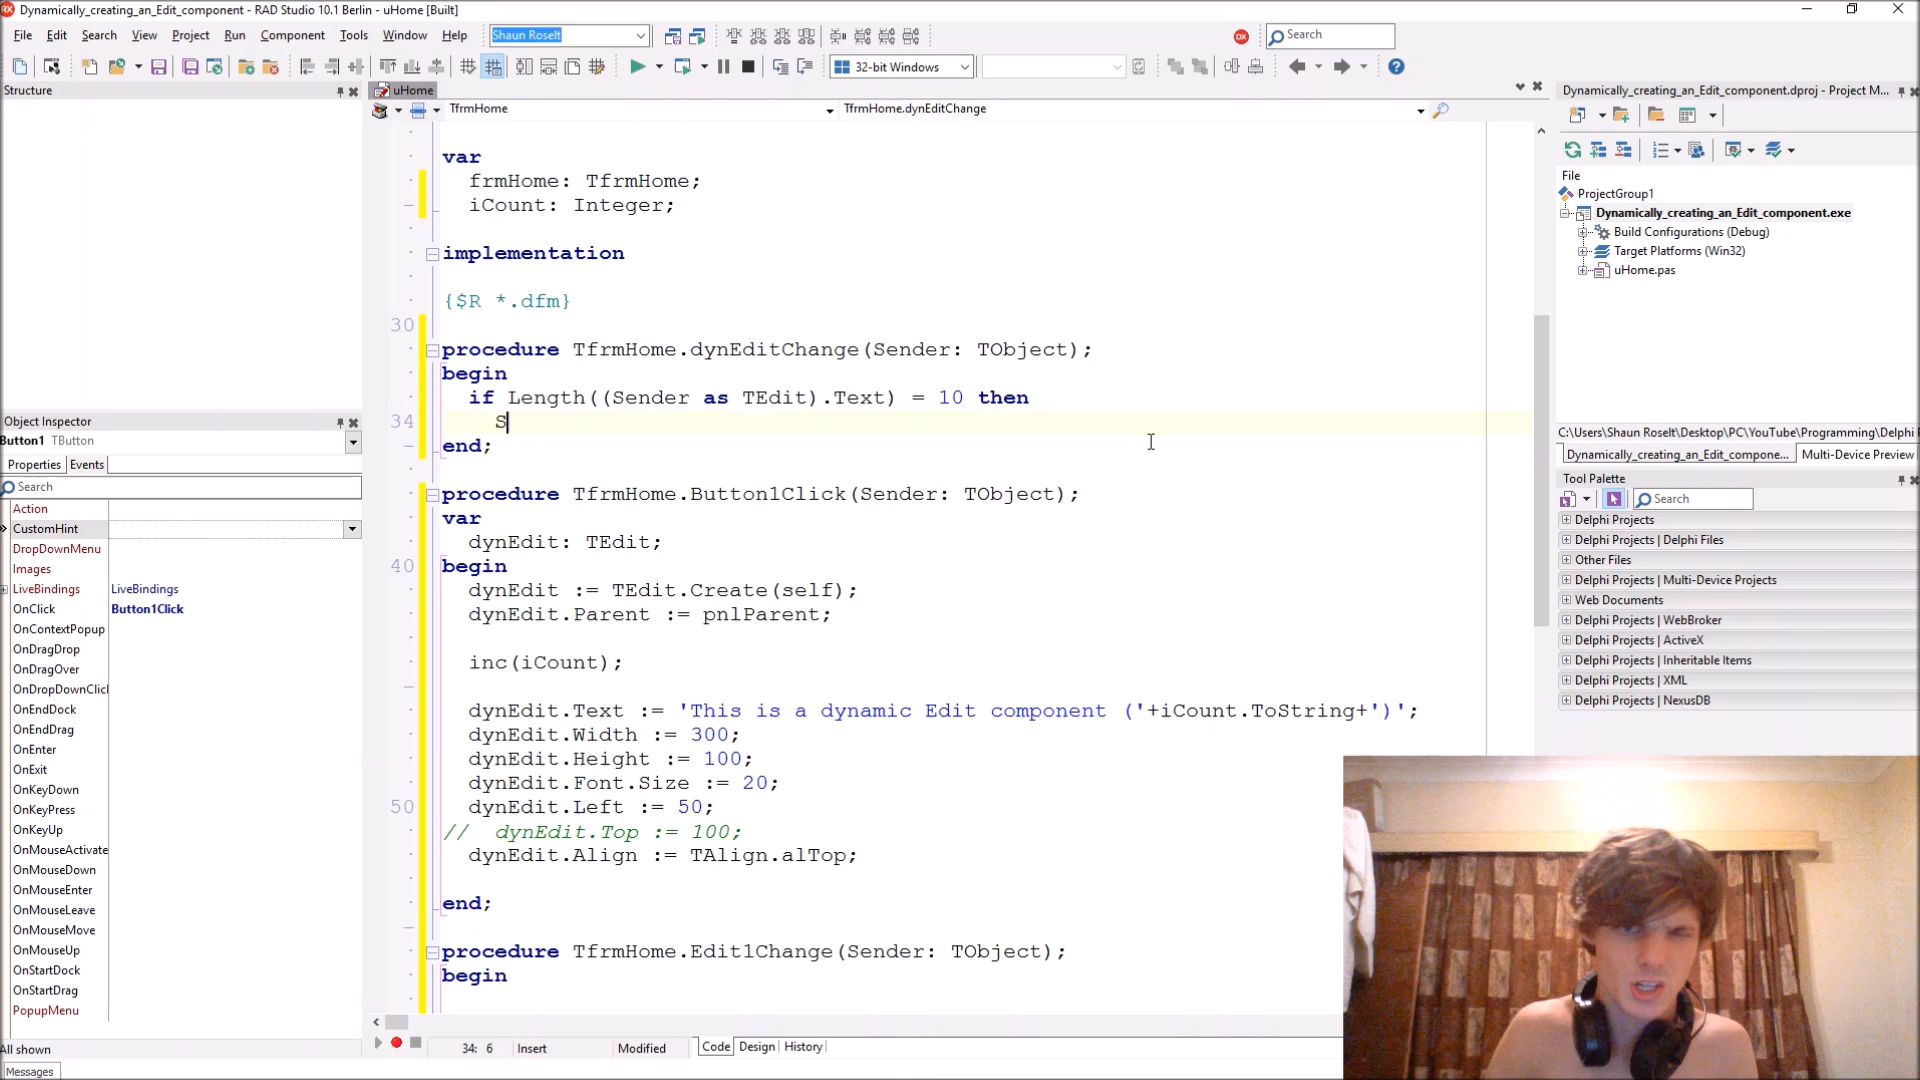 Dynamically_creating_an_Edit_component - RAD Studio 10.1 Berlin - uHome [Built]
File Edit Search View Project Run Component Tools Window Help Shaun Roselt Search
32-bit Windows
Structure
uHome
TfrmHome TfrmHome.dynEditChange
var
frmHome: TfrmHome;
iCount: Integer;
implementation
{$R *.dfm}
30
procedure TfrmHome.dynEditChange(Sender: TObject);
begin
if Length((Sender as TEdit).Text) = 10 then
34 S
end;
procedure TfrmHome.Button1Click(Sender: TObject);
var
dynEdit: TEdit;
40 begin
dynEdit := TEdit.Create(self);
dynEdit.Parent := pnlParent;
inc(iCount);
dynEdit.Text := 'This is a dynamic Edit component ('+iCount.ToString+')';
dynEdit.Width := 300;
dynEdit.Height := 100;
dynEdit.Font.Size := 20;
50 dynEdit.Left := 50;
// dynEdit.Top := 100;
dynEdit.Align := TAlign.alTop;
end;
procedure TfrmHome.Edit1Change(Sender: TObject);
begin
34: 6 Insert Modified Code Design History
Object Inspector
Button1 TButton
Properties Events
Search
Action
CustomHint
DropDownMenu
Images
LiveBindings LiveBindings
OnClick Button1Click
OnContextPopup
OnDragDrop
OnDragOver
OnDropDownClic
OnEndDock
OnEndDrag
OnEnter
OnExit
OnKeyDown
OnKeyPress
OnKeyUp
OnMouseActivate
OnMouseDown
OnMouseEnter
OnMouseLeave
OnMouseMove
OnMouseUp
OnStartDock
OnStartDrag
PopupMenu
All shown
Messages
Dynamically_creating_an_Edit_component.dproj - Project M...
File
ProjectGroup1
Dynamically_creating_an_Edit_component.exe
Build Configurations (Debug)
Target Platforms (Win32)
uHome.pas
C:\Users\Shaun Roselt\Desktop\PC\YouTube\Programming\Delphi
Dynamically_creating_an_Edit_compone... Multi-Device Preview
Tool Palette
Search
Delphi Projects
Delphi Projects | Delphi Files
Other Files
Delphi Projects | Multi-Device Projects
Web Documents
Delphi Projects | WebBroker
Delphi Projects | ActiveX
Delphi Projects | Inheritable Items
Delphi Projects | XML
Delphi Projects | NexusDB